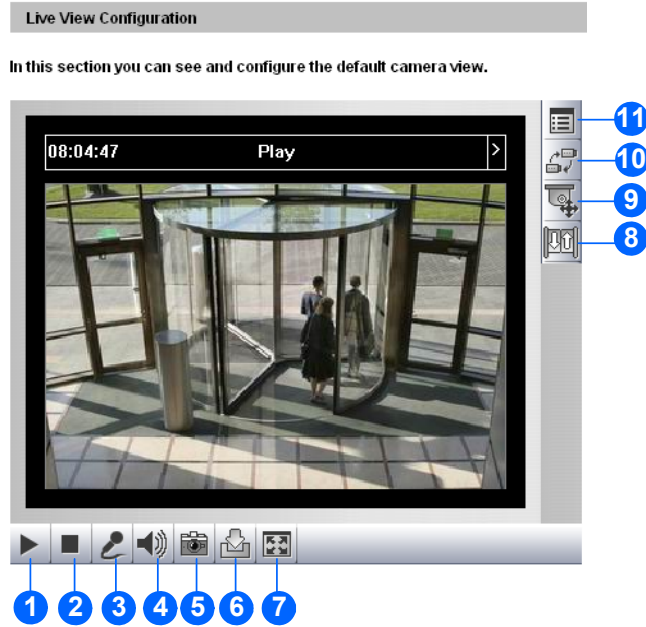 Live View Configuration
In this section you can see and configure the default camera view.
08:04:47 Play >
11
10
9
8
1 2 3 4 5 6 7